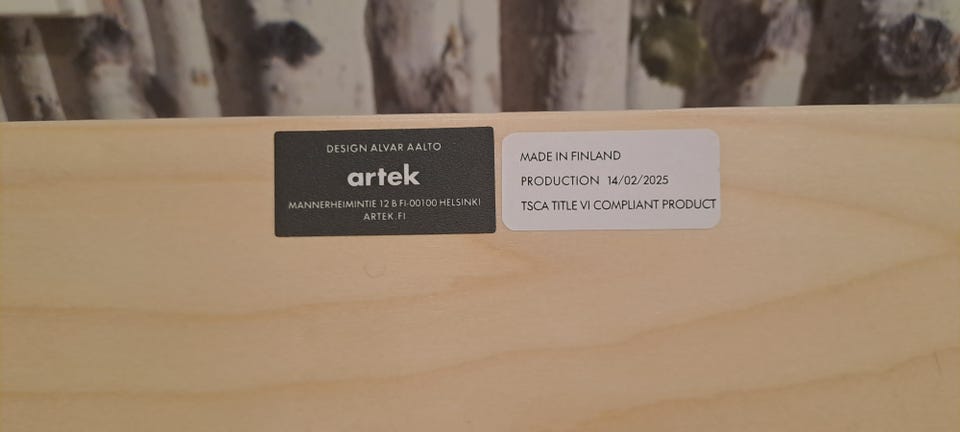 DESIGN ALVAR AALTO
artek
MANNERHEIMINTIE 12 B FI-00100 HELSINKI
ARTEK.FI
MADE IN FINLAND
PRODUCTION 14/02/2025
TSCA TITLE VI COMPLIANT PRODUCT